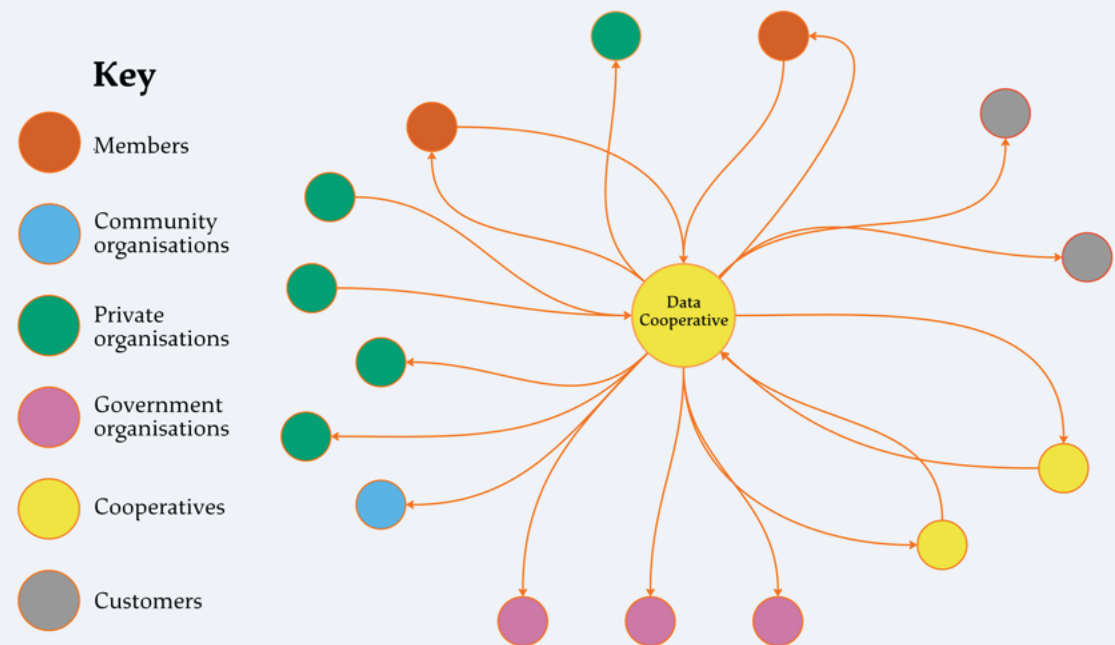 Key
Members
Community
organisations
Private
organisations
Government
organisations
Cooperatives
Customers
Data
Cooperative